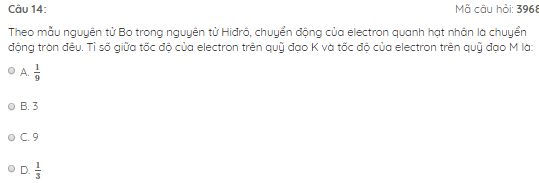 Câu 14:
Mã câu hỏi: 3968
Theo mẫu nguyên tử Bo trong nguyên tử Hiđrô, chuyển động của electron quanh hạt nhân là chuyển
động tròn đều. Tỉ số giữa tốc độ của electron trên quỹ đạo K và tốc độ của electron trên quỹ đạo M là:
A. 1/9
B. 3
C. 9
D. 1/3